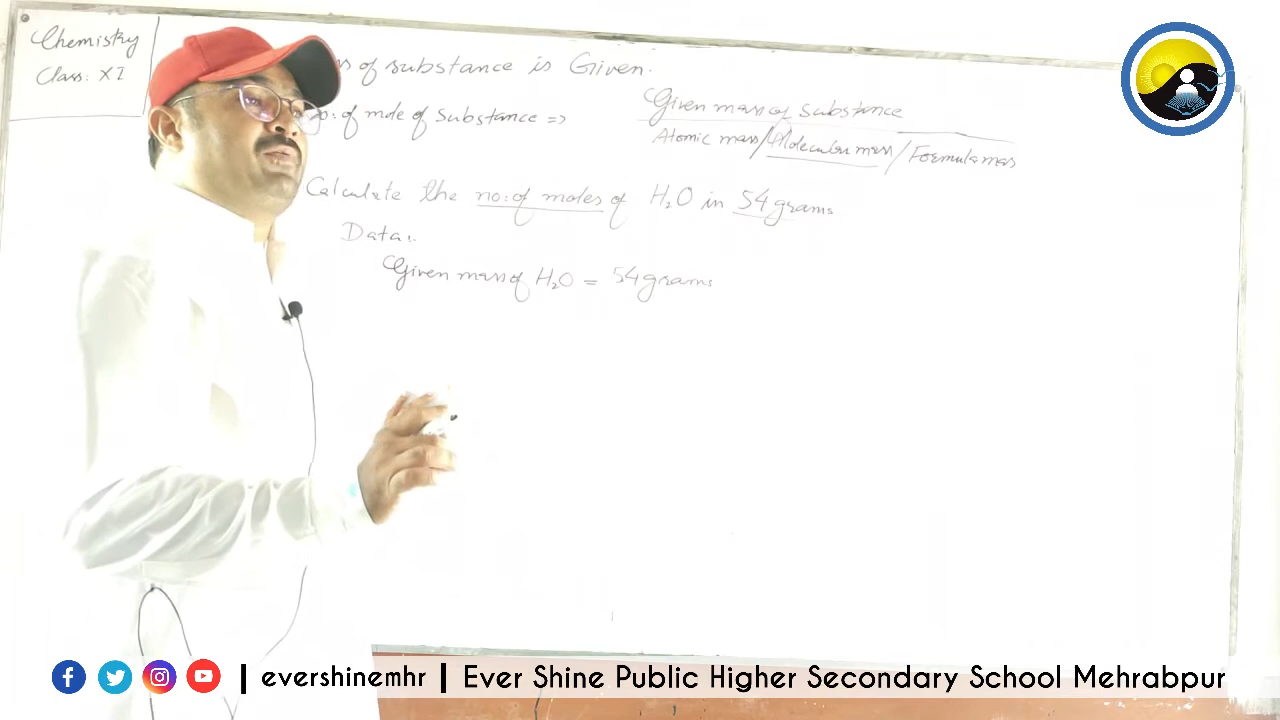 Chemistry
Class: XI
of substance is Given.
of mole of substance =>
Given mass of substance
Atomic mass/Molecular mass/Formula mass
Calculate the no: of moles of H₂O in 54 grams
Data:
Given mass of H₂O = 54 grams
| evershinemhr | Ever Shine Public Higher Secondary School Mehrabpur